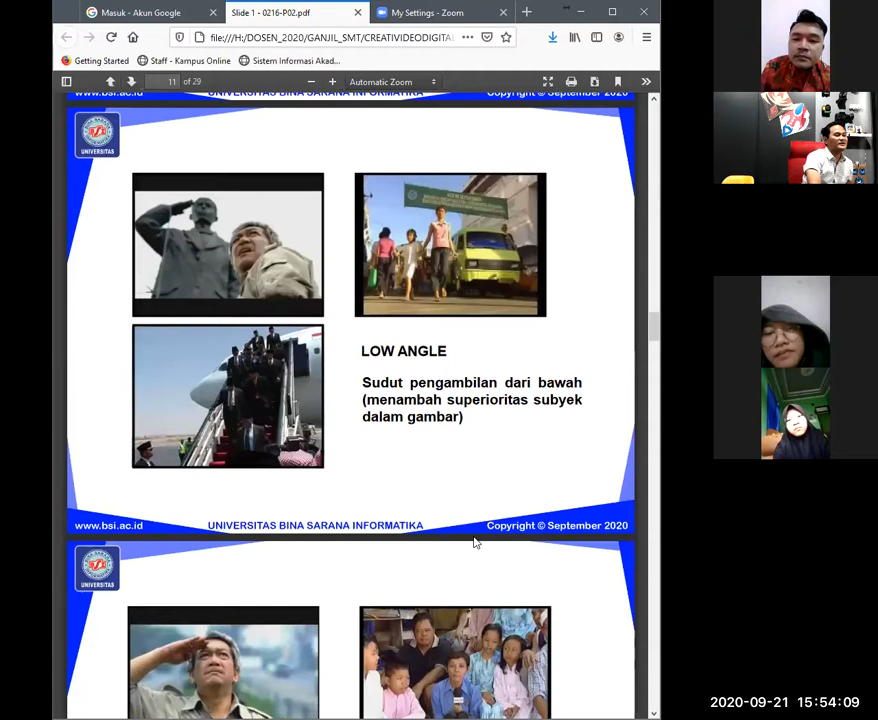 Masuk - Akun Google
Slide 1 - 0216-P02.pdf
My Settings - Zoom
file:///H:/DOSEN_2020/GANJIL_SMT/CREATIVIDEODIGITAL
Getting Started
Staff - Kampus Online
Sistem Informasi Akad...
11 of 29
Automatic Zoom
www.bsi.ac.id UNIVERSITAS BINA SARANA INFORMATIKA Copyright © September 2020
UNIVERSITAS
LOW ANGLE
Sudut pengambilan dari bawah
(menambah superioritas subyek
dalam gambar)
www.bsi.ac.id UNIVERSITAS BINA SARANA INFORMATIKA Copyright © September 2020
UNIVERSITAS
2020-09-21 15:54:09